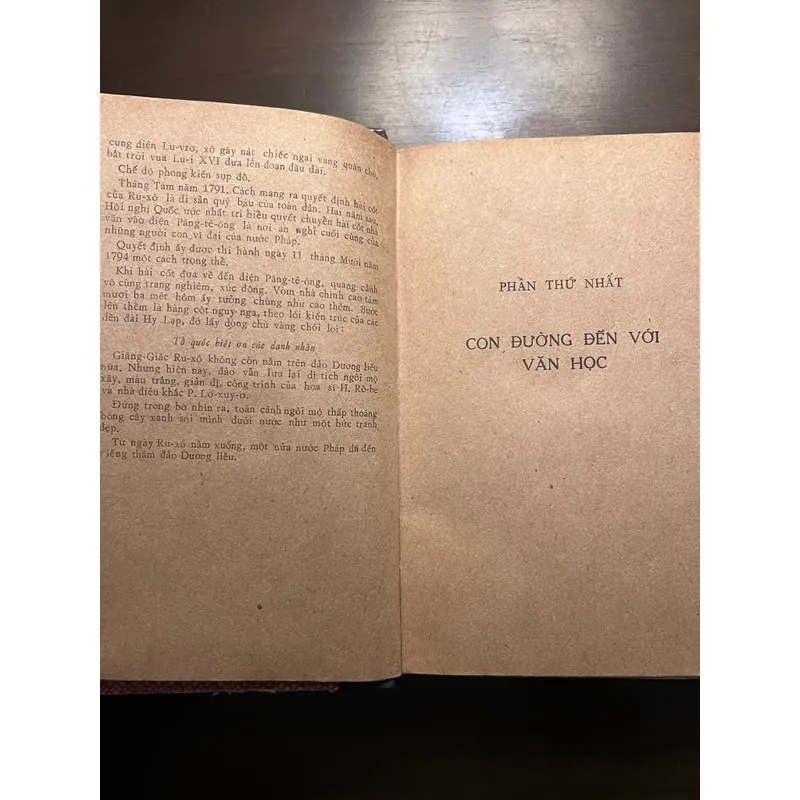 cung điện Lu-vrơ, xô gãy nát chiếc ngai vàng quân chủ,
bắt trói vua Lu-i XVI đưa lên đoạn đầu đài.
Chế độ phong kiến sụp đổ.
Tháng Tám năm 1791, Cách mạng ra quyết định hài cốt
của Ru-xô là di sản quý báu của toàn dân. Hai năm sau,
Hội nghị Quốc ước nhất trí biểu quyết chuyển hài cốt nhà
văn vào điện Păng-tê-ông là nơi an nghỉ cuối cùng của
những người con vĩ đại của nước Pháp.
Quyết định ấy được thi hành ngày 11 tháng Mười năm
1794 một cách trọng thể.
Khi hài cốt đưa về đến điện Păng-tê-ông, quang cảnh
vô cùng trang nghiêm, xúc động. Vòm nhà chính cao tám
mươi ba mét hôm ấy tưởng chừng như cao thêm. Bước
lên thềm là hàng cột nguy nga, theo lối kiến trúc của các
đền đài Hy Lạp, đỡ lấy dòng chữ vàng chói lọi:
Tổ quốc biết ơn các danh nhân
Giăng-Giắc Ru-xô không còn nằm trên đảo Dương liễu
nữa. Nhưng hiện nay, đảo vẫn lưu lại di tích ngôi mộ
xây, màu trắng, giản dị, công trình của họa sĩ H. Rô-be
và nhà điêu khắc P. Lơ-xuy-ơ.
Đứng trong bờ nhìn ra, toàn cảnh ngôi mộ thấp thoáng
bóng cây xanh soi mình dưới nước như một bức tranh
đẹp.
Từ ngày Ru-xô nằm xuống, một nửa nước Pháp đã đến
viếng thăm đảo Dương liễu.
PHẦN THỨ NHẤT
CON ĐƯỜNG ĐẾN VỚI
VĂN HỌC